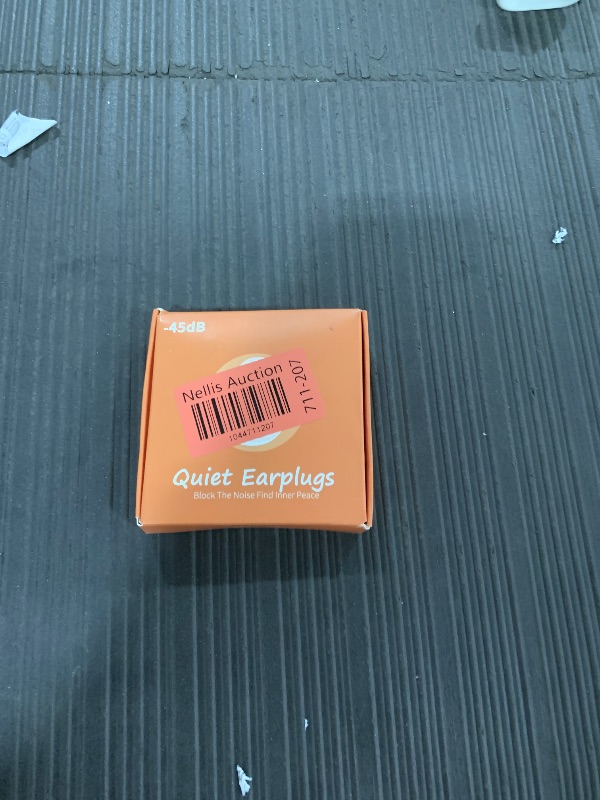 -45dB
Nellis Auction
711-207
1044711207
Quiet Earplugs
Block The Noise Find Inner Peace